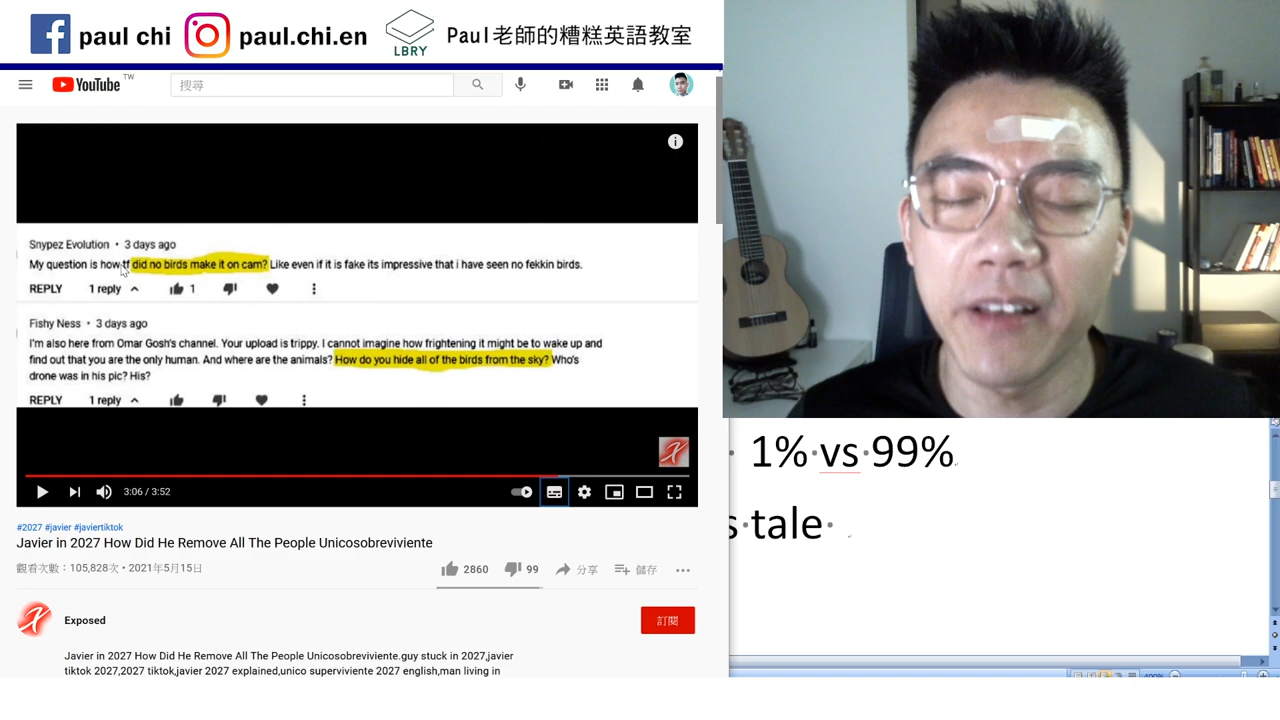 paul chi
paul.chi.en
LBRY
Paul老師的糟糕英語教室
YouTube TW
搜尋
Snypez Evolution • 3 days ago
My question is how tf did no birds make it on cam? Like even if it is fake its impressive that i have seen no fekkin birds.
REPLY 1 reply 1
Fishy Ness • 3 days ago
I'm also here from Omar Gosh's channel. Your upload is trippy. I cannot imagine how frightening it might be to wake up and
find out that you are the only human. And where are the animals? How do you hide all of the birds from the sky? Who's
drone was in his pic? His?
REPLY 1 reply
3:06 / 3:52
#2027 #javier #javiertiktok
Javier in 2027 How Did He Remove All The People Unicosobreviviente
觀看次數：105,828次 • 2021年5月15日
2860 99 分享 儲存
Exposed
訂閱
Javier in 2027 How Did He Remove All The People Unicosobreviviente.guy stuck in 2027,javier
tiktok 2027,2027 tiktok,javier 2027 explained,unico superviviente 2027 english,man living in
1% vs 99%
s tale